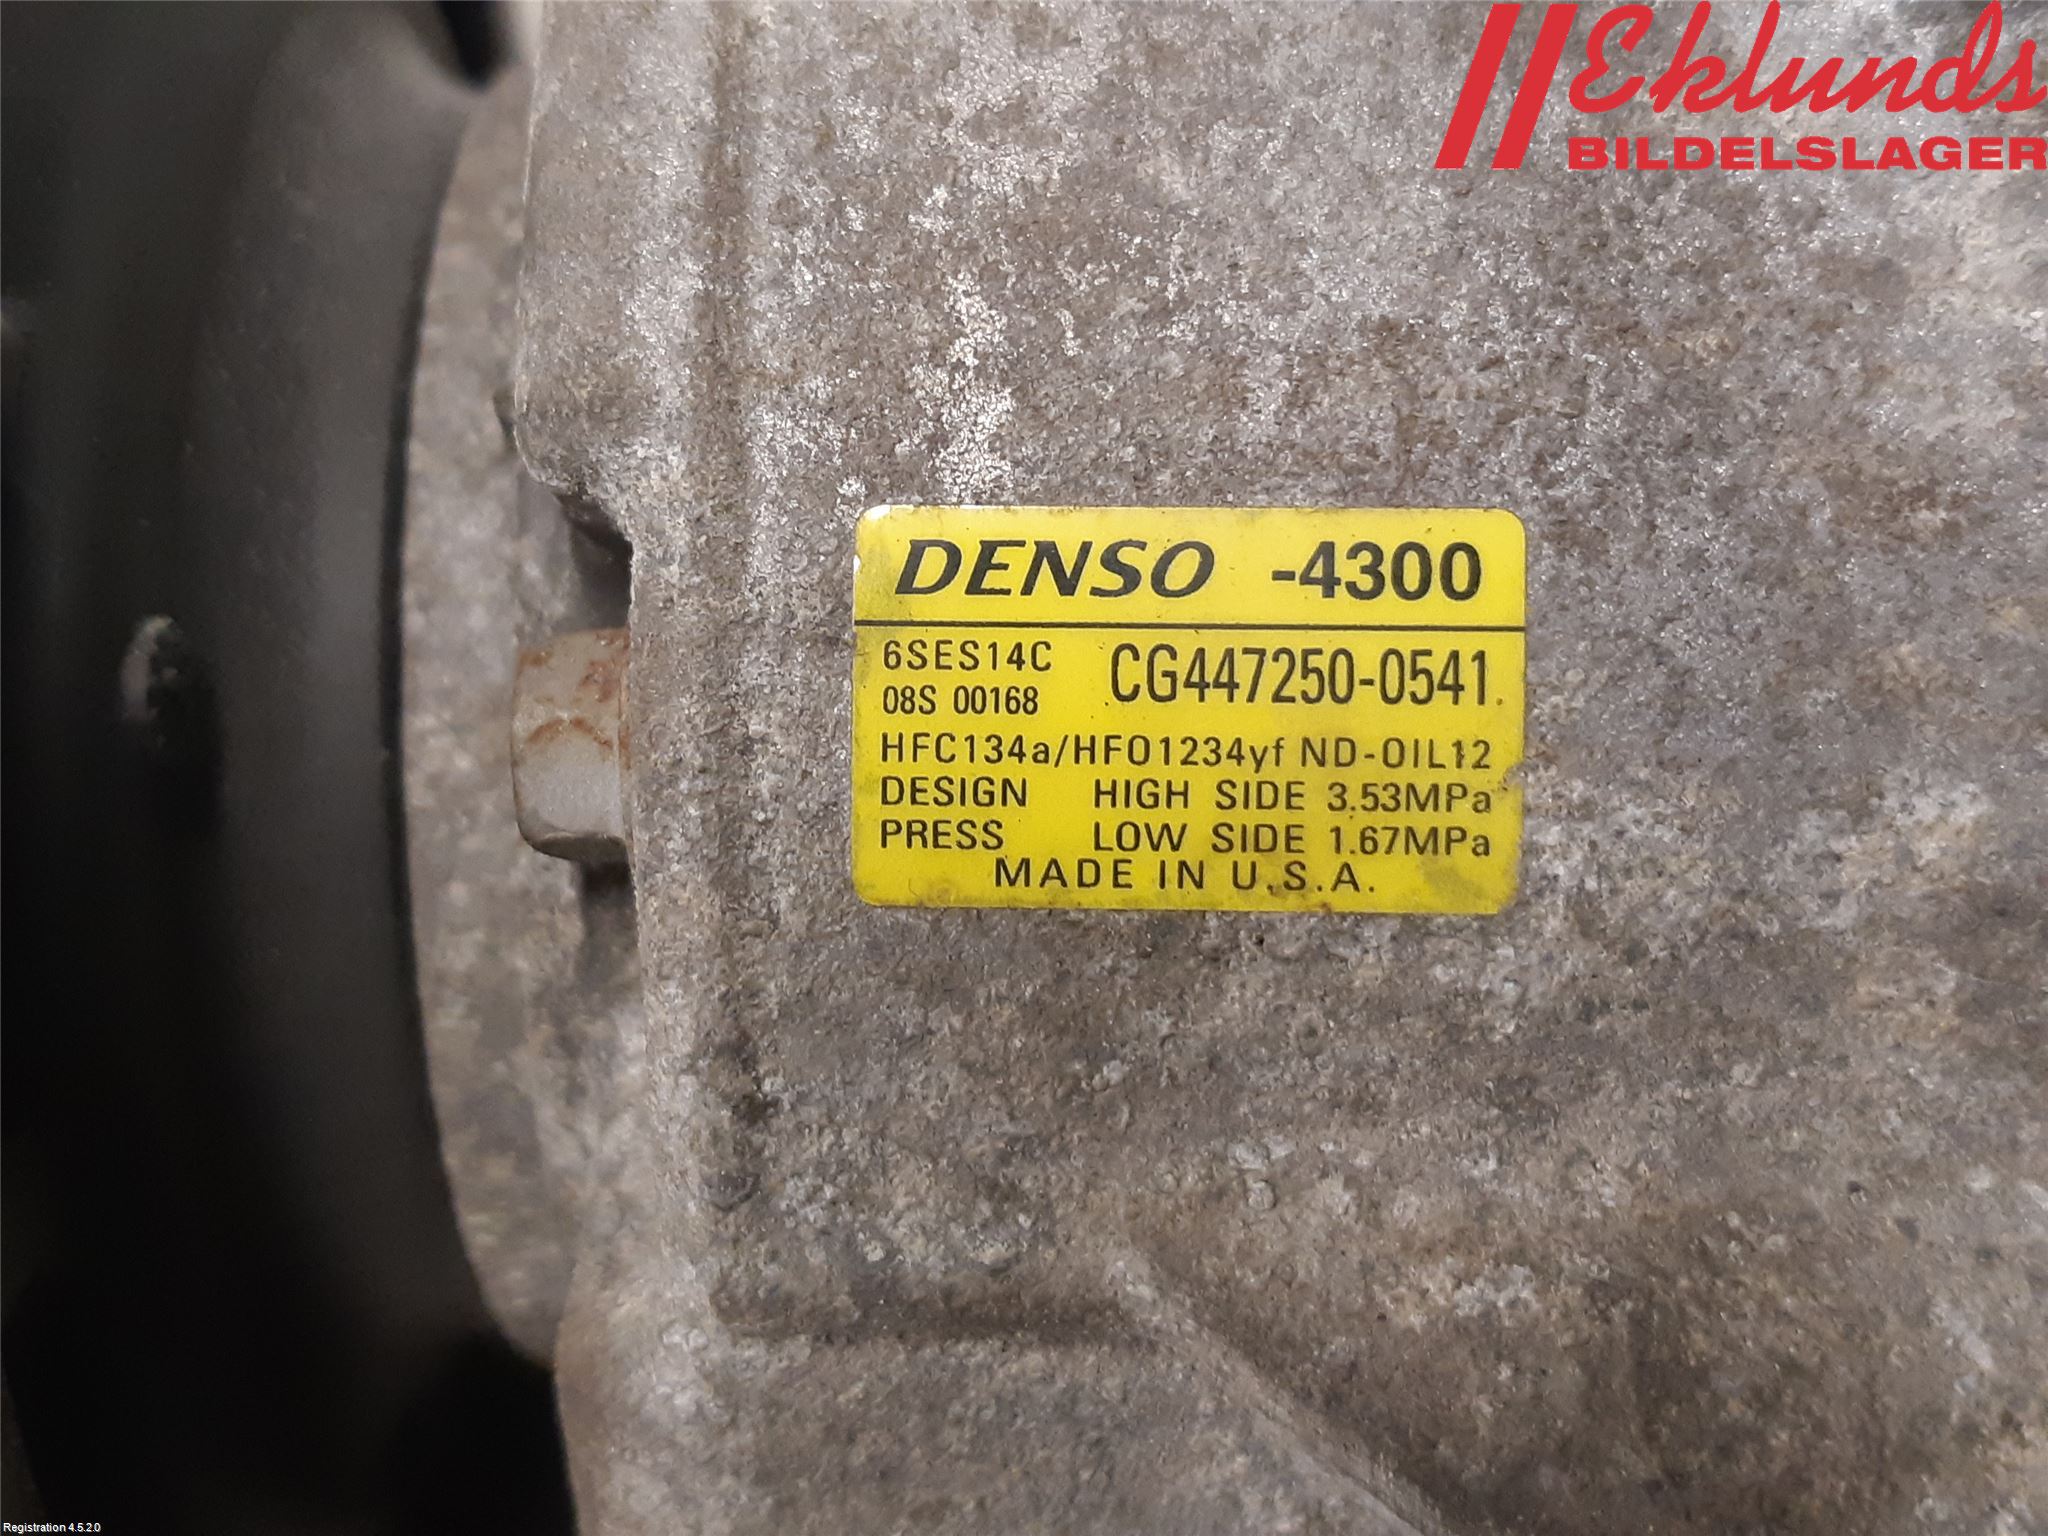 Eklunds
BILDELSLAGER
DENSO -4300
6SES14C CG447250-0541
08S 00168
HFC134a/HFO1234yf ND-OIL12
DESIGN HIGH SIDE 3.53MPa
PRESS LOW SIDE 1.67MPa
MADE IN U.S.A.
Registration 4.5.2.0